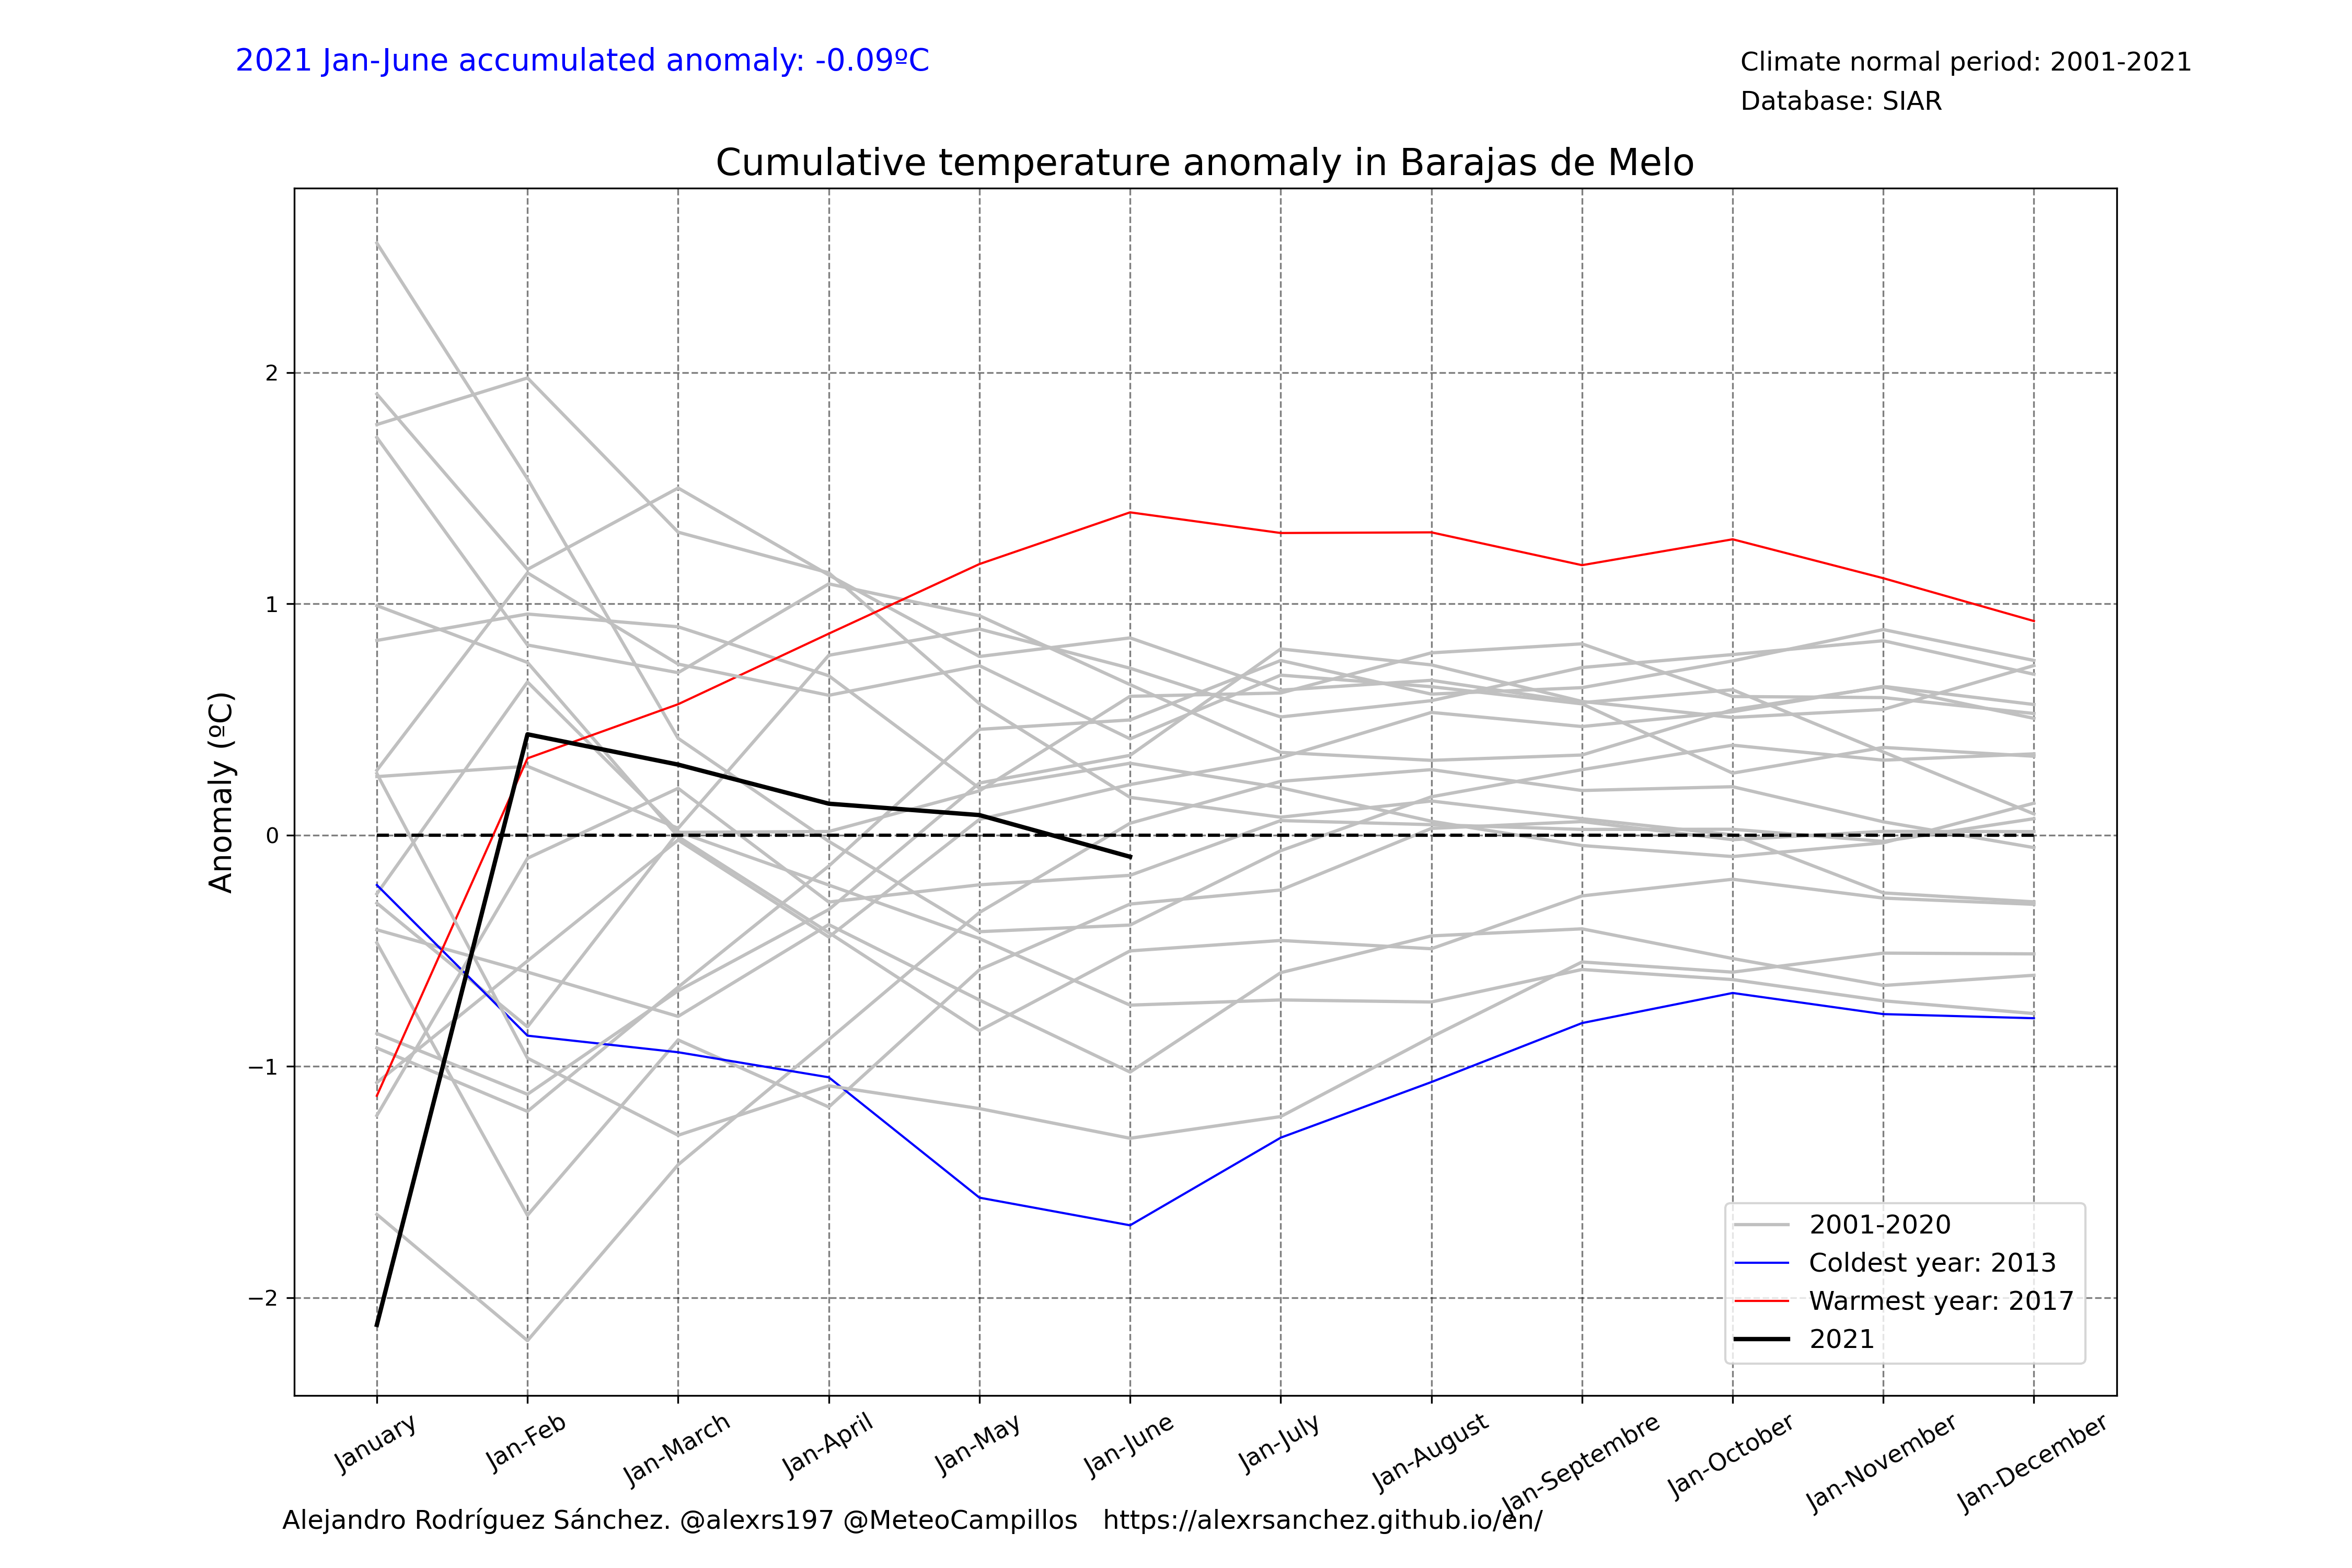 2021 Jan-June accumulated anomaly: -0.09ºC
Climate normal period: 2001-2021
Database: SIAR
Cumulative temperature anomaly in Barajas de Melo
Anomaly (ºC)
2
1
0
−1
−2
2001-2020
Coldest year: 2013
Warmest year: 2017
2021
January
Jan-Feb
Jan-March
Jan-April
Jan-May
Jan-June
Jan-July
Jan-August
Jan-Septembre
Jan-October
Jan-November
Jan-December
Alejandro Rodríguez Sánchez. @alexrs197 @MeteoCampillos   https://alexrsanchez.github.io/en/